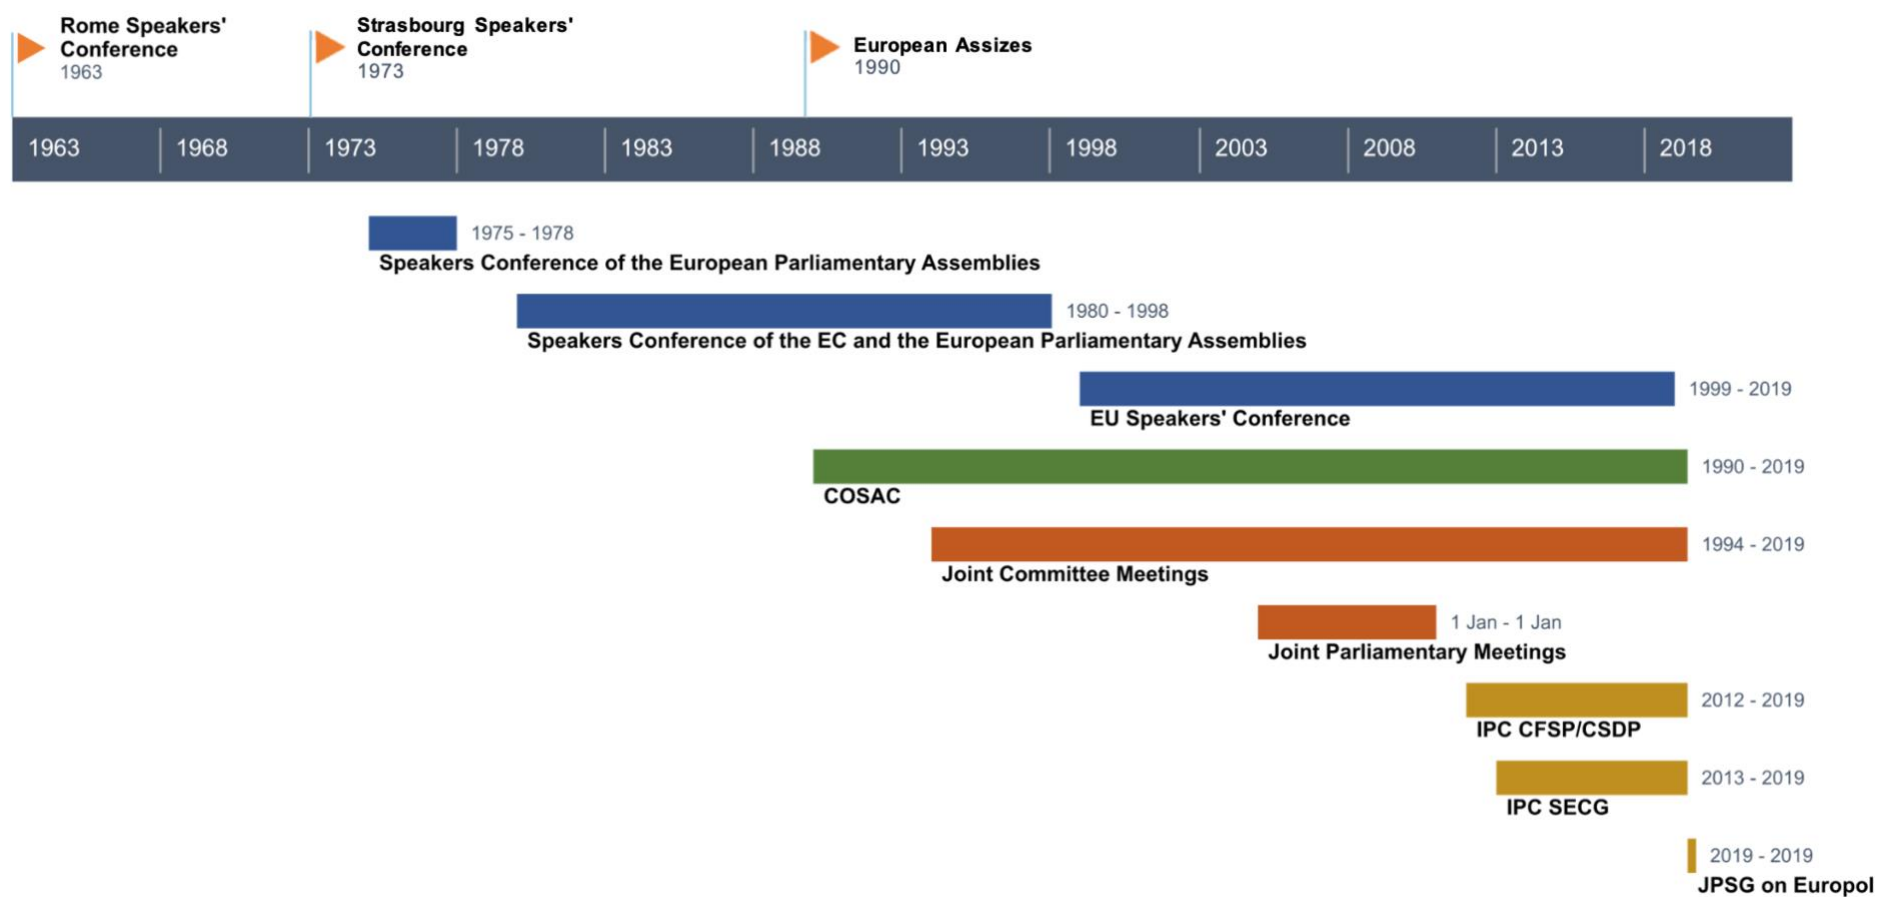 Rome Speakers'
Conference
1963
Strasbourg Speakers'
Conference
1973
European Assizes
1990
1963 1968 1973 1978 1983 1988 1993 1998 2003 2008 2013 2018
1975 - 1978
Speakers Conference of the European Parliamentary Assemblies
1980 - 1998
Speakers Conference of the EC and the European Parliamentary Assemblies
1999 - 2019
EU Speakers' Conference
1990 - 2019
COSAC
1994 - 2019
Joint Committee Meetings
1 Jan - 1 Jan
Joint Parliamentary Meetings
2012 - 2019
IPC CFSP/CSDP
2013 - 2019
IPC SECG
2019 - 2019
JPSG on Europol